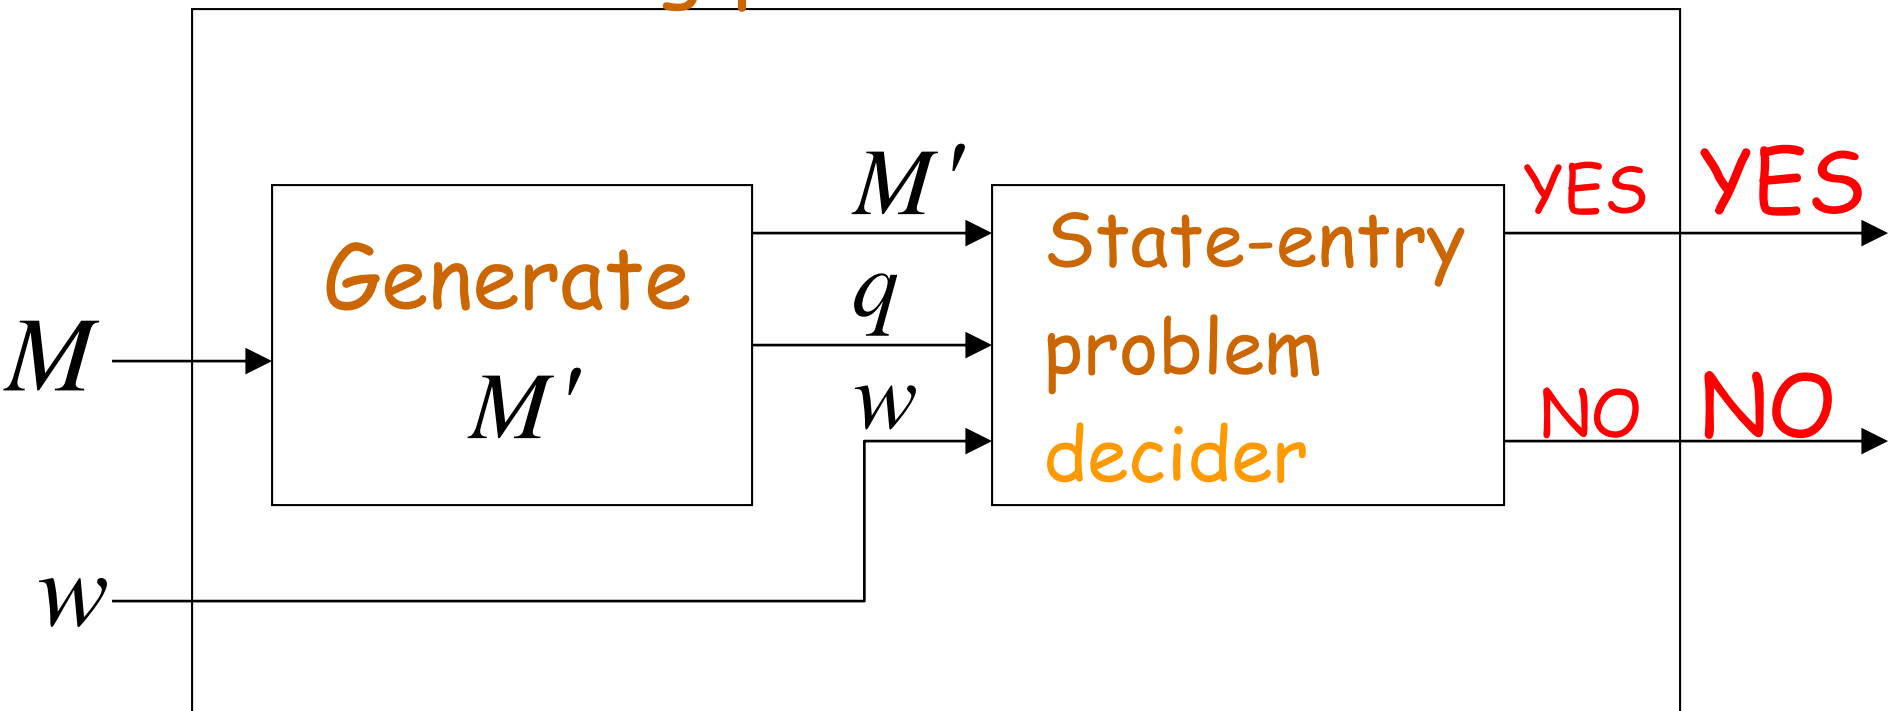 M
w
Generate
M'
M'
q
w
State-entry
problem
decider
YES
NO
YES
NO